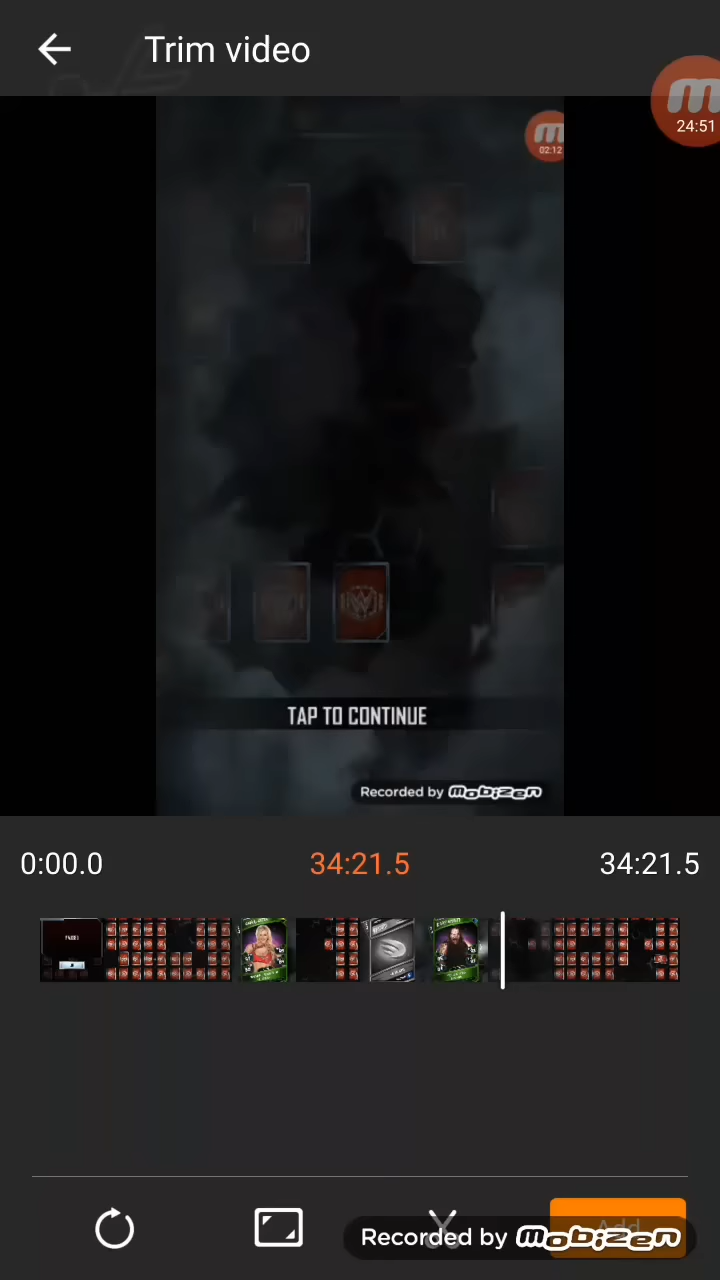 Trim video
24:51
02:12
TAP TO CONTINUE
Recorded by Mobizen
0:00.0
34:21.5
34:21.5
Add
Recorded by Mobizen